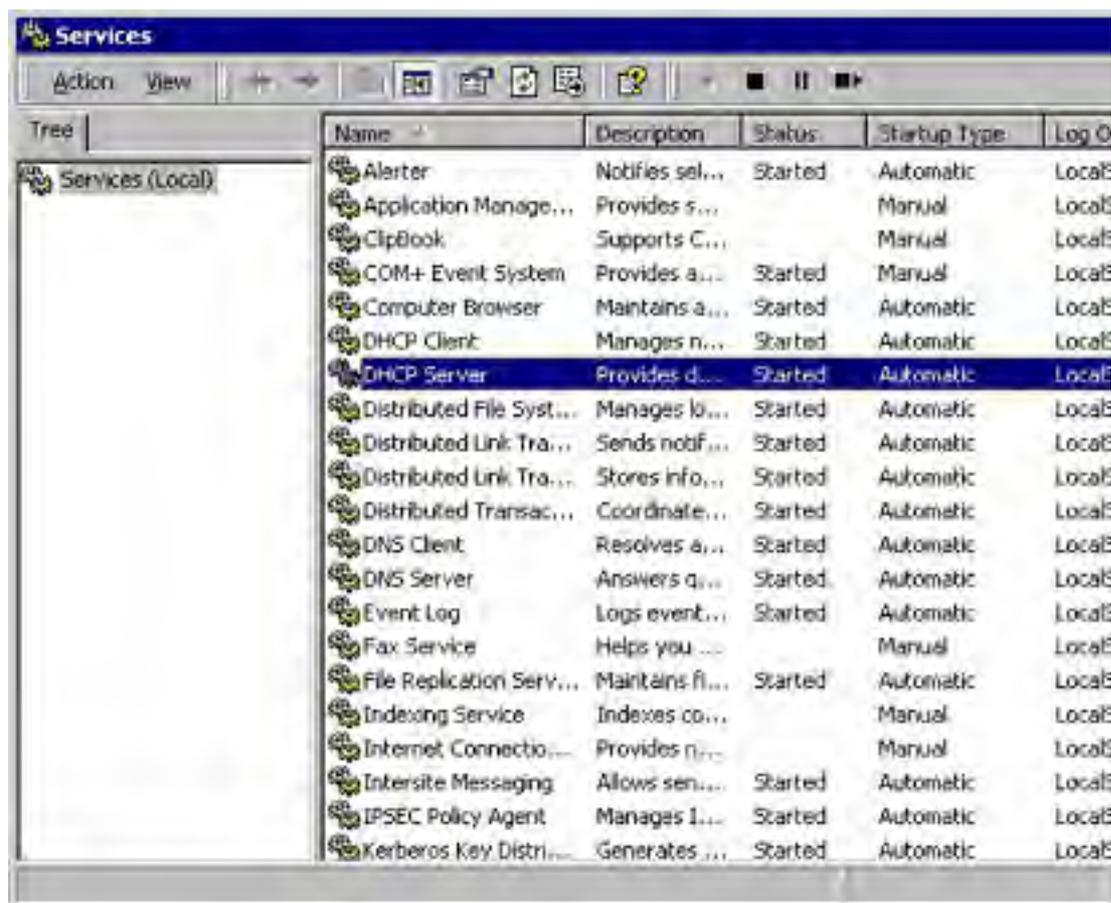 Services
Action View
Tree
Name Description Status Startup Type Log O
Services (Local)
Alerter Notifies sel... Started Automatic LocalS
Application Manage... Provides s... Manual LocalS
ClipBook Supports C... Manual LocalS
COM+ Event System Provides a... Started Manual LocalS
Computer Browser Maintains a... Started Automatic LocalS
DHCP Client Manages n... Started Automatic LocalS
DHCP Server Provides d... Started Automatic LocalS
Distributed File Syst... Manages lo... Started Automatic LocalS
Distributed Link Tra... Sends notif... Started Automatic LocalS
Distributed Link Tra... Stores info... Started Automatic LocalS
Distributed Transac... Coordinate... Started Automatic LocalS
DNS Client Resolves a... Started Automatic LocalS
DNS Server Answers q... Started Automatic LocalS
Event Log Logs event... Started Automatic LocalS
Fax Service Helps you ... Manual LocalS
File Replication Serv... Maintains fi... Started Automatic LocalS
Indexing Service Indexes co... Manual LocalS
Internet Connectio... Provides n... Manual LocalS
Intersite Messaging Allows sen... Started Automatic LocalS
IPSEC Policy Agent Manages I... Started Automatic LocalS
Kerberos Key Distri... Generates ... Started Automatic LocalS